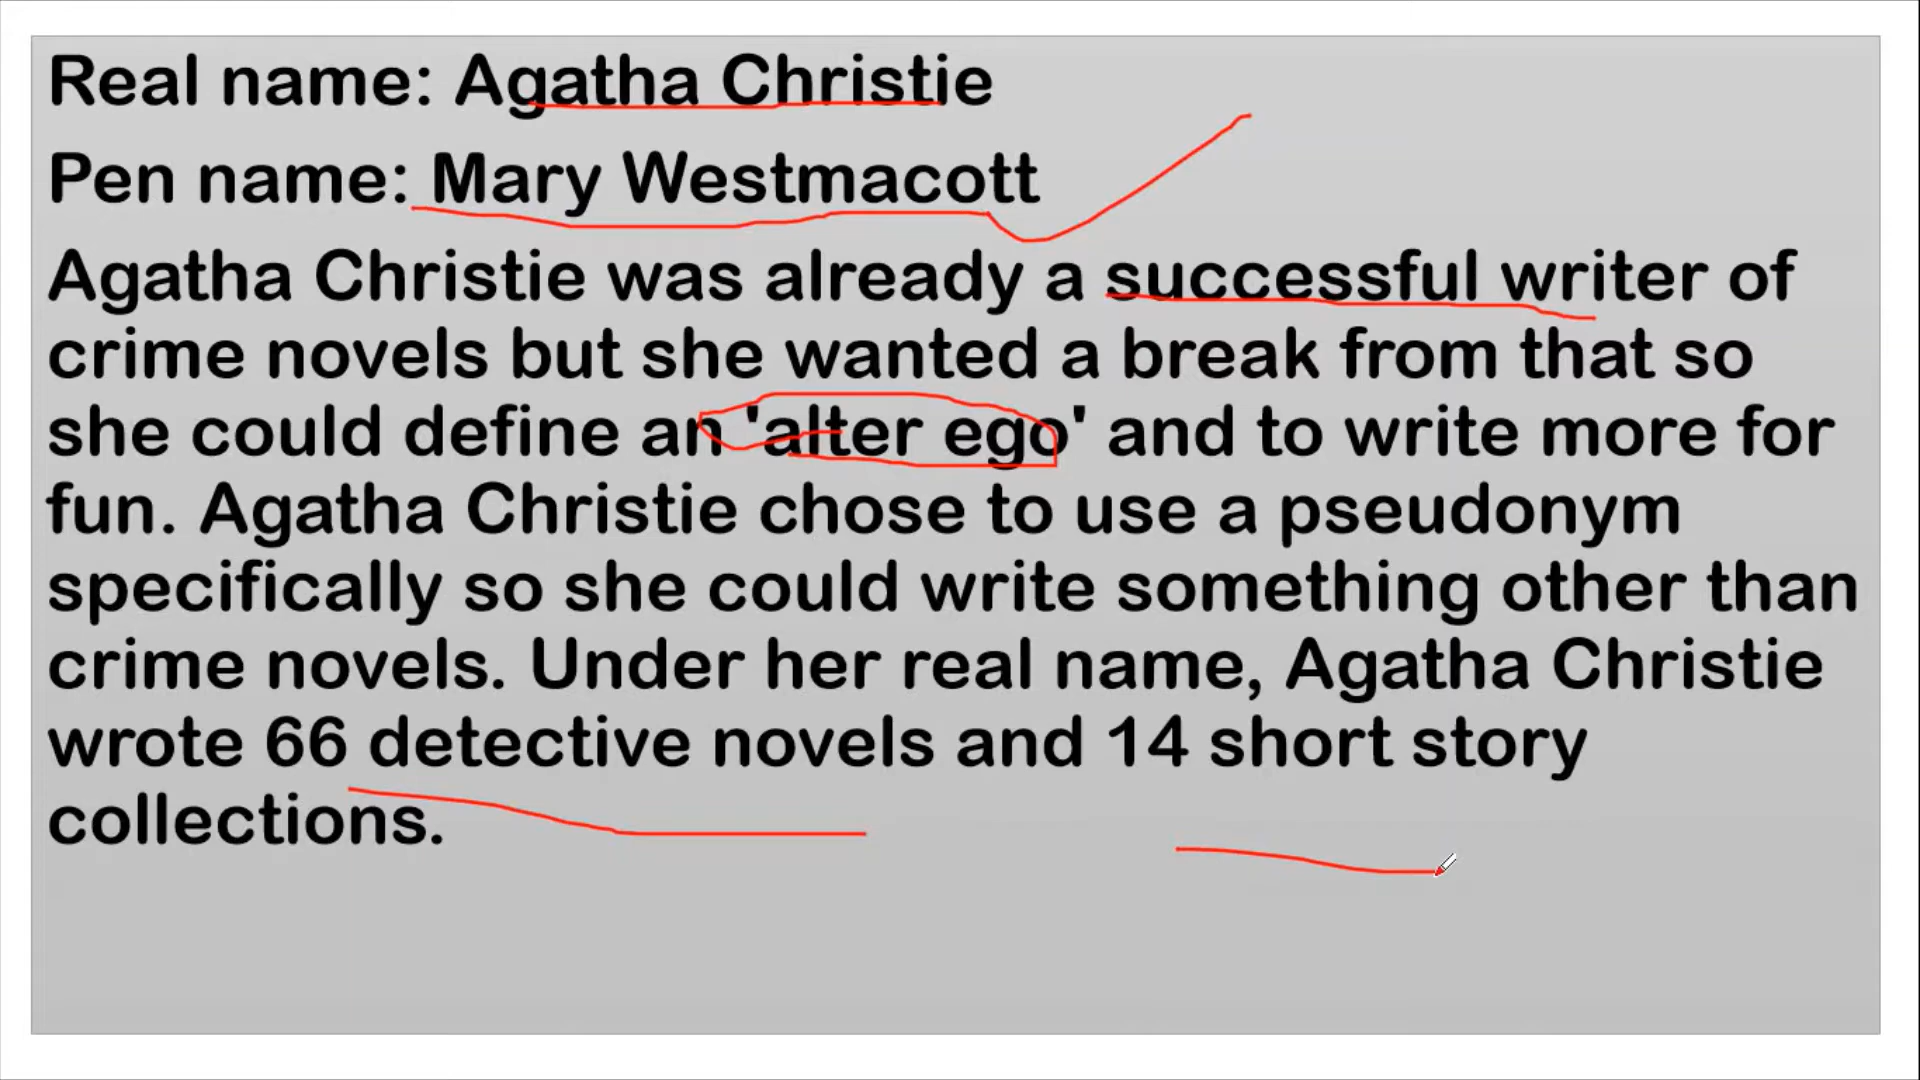 Real name: Agatha Christie
Pen name: Mary Westmacott
Agatha Christie was already a successful writer of
crime novels but she wanted a break from that so
she could define an 'alter ego' and to write more for
fun. Agatha Christie chose to use a pseudonym
specifically so she could write something other than
crime novels. Under her real name, Agatha Christie
wrote 66 detective novels and 14 short story
collections.